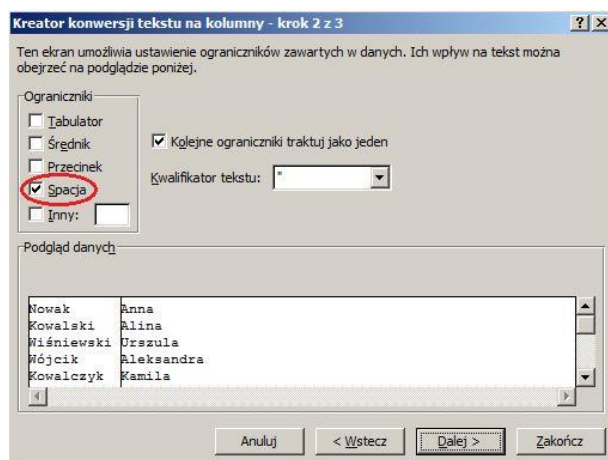 Kreator konwersji tekstu na kolumny - krok 2 z 3
Ten ekran umożliwia ustawienie ograniczników zawartych w danych. Ich wpływ na tekst można
obejrzeć na podglądzie poniżej.
Ograniczniki
Tabulator
Średnik
Przecinek
Spacja
Inny:
Kolejne ograniczniki traktuj jako jeden
Kwalifikator tekstu: "
Podgląd danych
Nowak Anna
Kowalski Alina
Wiśniewski Urszula
Wójcik Aleksandra
Kowalczyk Kamila
Anuluj < Wstecz Dalej > Zakończ